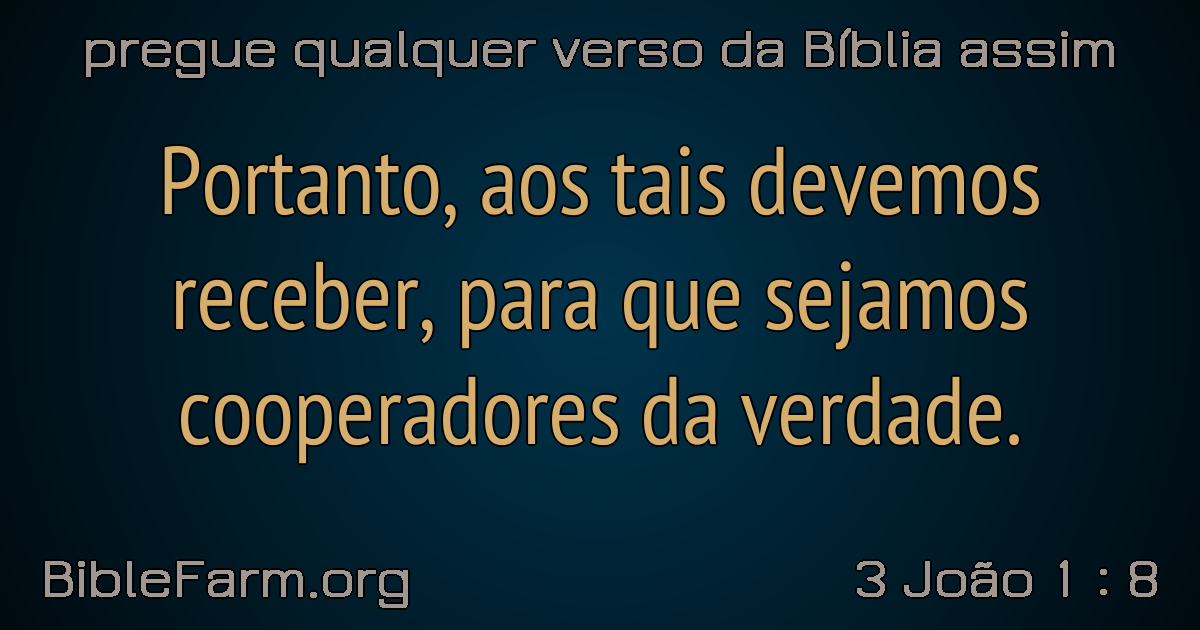 pregue qualquer verso da Bíblia assim
Portanto, aos tais devemos
receber, para que sejamos
cooperadores da verdade.
BibleFarm.org
3 João 1 : 8